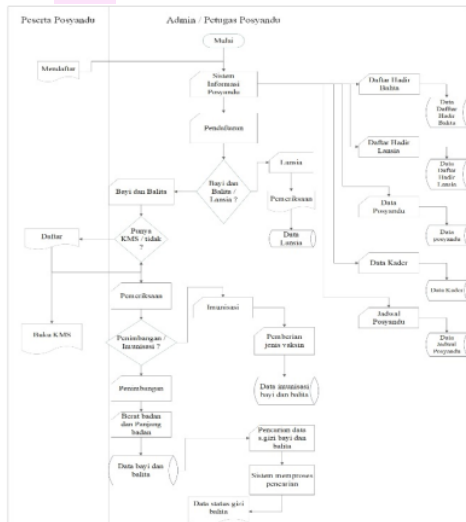 Peserta Posyandu
Admin / Petugas Posyandu
Mulai
Mendaftar
Sistem
Informasi
Posyandu
Daftar Hadir
Balita
Data
Daftar
Hadir
Balita
Pendaftaran
Daftar Hadir
Lansia
Data
Daftar
Hadir
Lansia
Bayi dan
Balita /
Lansia ?
Lansia
Bayi dan Balita
Pemeriksaan
Data
Posyandu
Data
posyandu
Data
Lansia
Daftar
Punya
KMS / tidak
?
Data Kader
Data Kader
Pemeriksaan
Imunisasi
Jadwal
Posyandu
Data
Jadwal
Posyandu
Buku KMS
Penimbangan /
Imunisasi ?
Pemberian
jenis vaksin
Penimbangan
Data imunisasi
bayi dan balita
Berat badan
dan Panjang
badan
Pencarian data
s.gizi bayi dan
balita
Data bayi dan
balita
Sistem memproses
pencarian
Data status gizi
balita